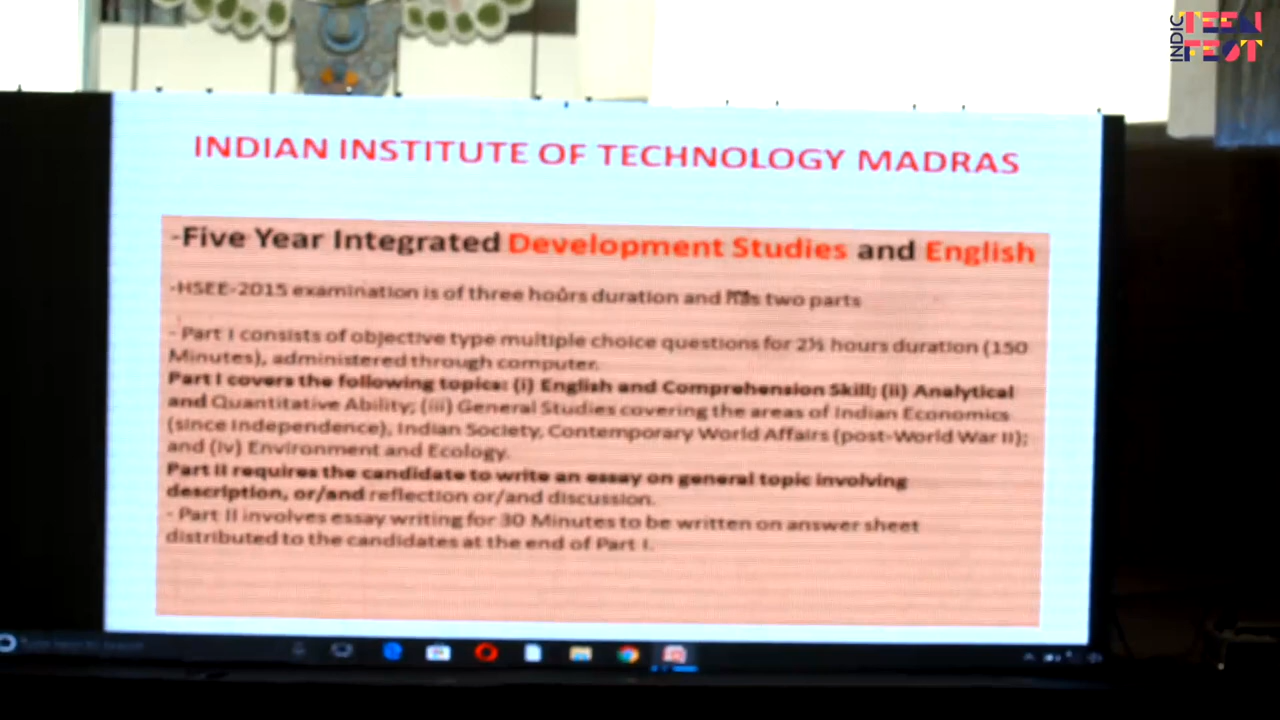 INDIC TEEN FEST
INDIAN INSTITUTE OF TECHNOLOGY MADRAS
-Five Year Integrated Development Studies and English
-HSEE-2015 examination is of three hours duration and has two parts
- Part I consists of objective type multiple choice questions for 2½ hours duration (150
Minutes), administered through computer.
Part I covers the following topics: (i) English and Comprehension Skill; (ii) Analytical
and Quantitative Ability; (iii) General Studies covering the areas of Indian Economics
(since Independence), Indian Society, Contemporary World Affairs (post-World War II);
and (iv) Environment and Ecology.
Part II requires the candidate to write an essay on general topic involving
description, or/and reflection or/and discussion.
- Part II involves essay writing for 30 Minutes to be written on answer sheet
distributed to the candidates at the end of Part I.